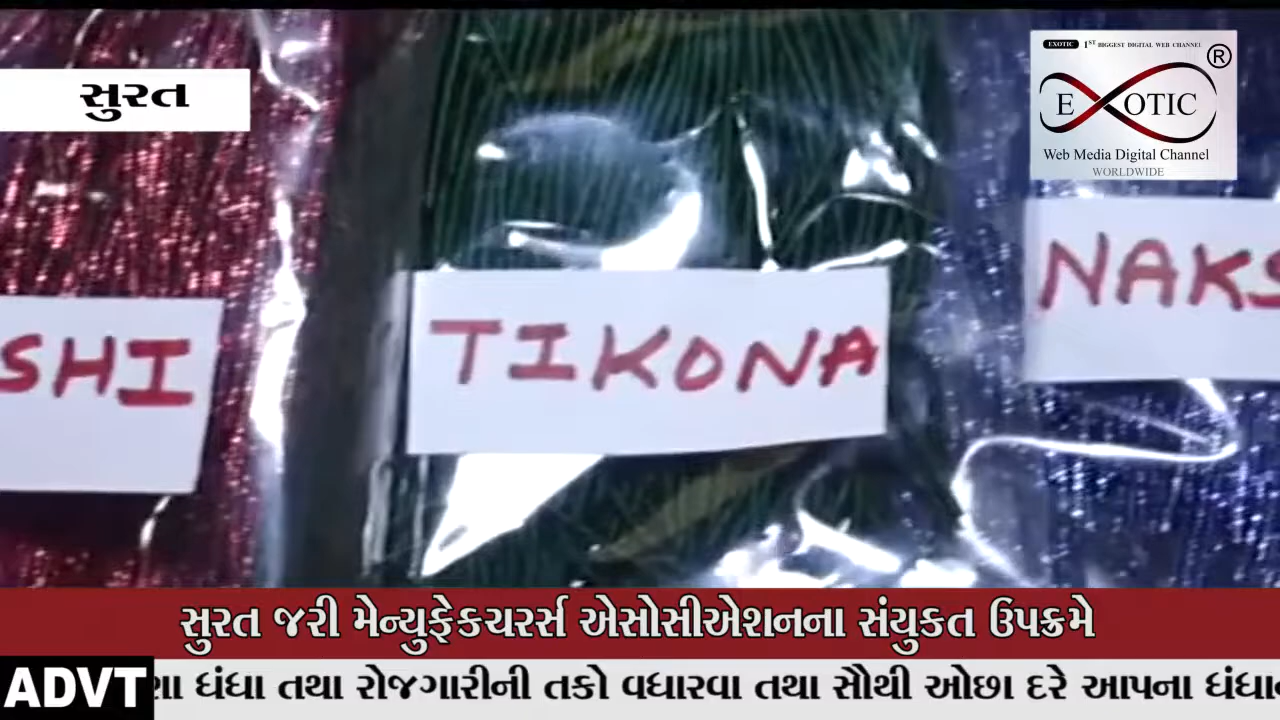 સુરત
EXOTIC 1ST BIGGEST DIGITAL WEB CHANNEL
EXOTIC ®
Web Media Digital Channel
WORLDWIDE
SHI
TIKONA
NAKS
સુરત જરી મેન્યુફેકચરર્સ એસોસીએશનના સંયુકત ઉપક્રમે
ADVT
ધંધા તથા રોજગારીની તકો વધારવા તથા સૌથી ઓછા દરે આપના